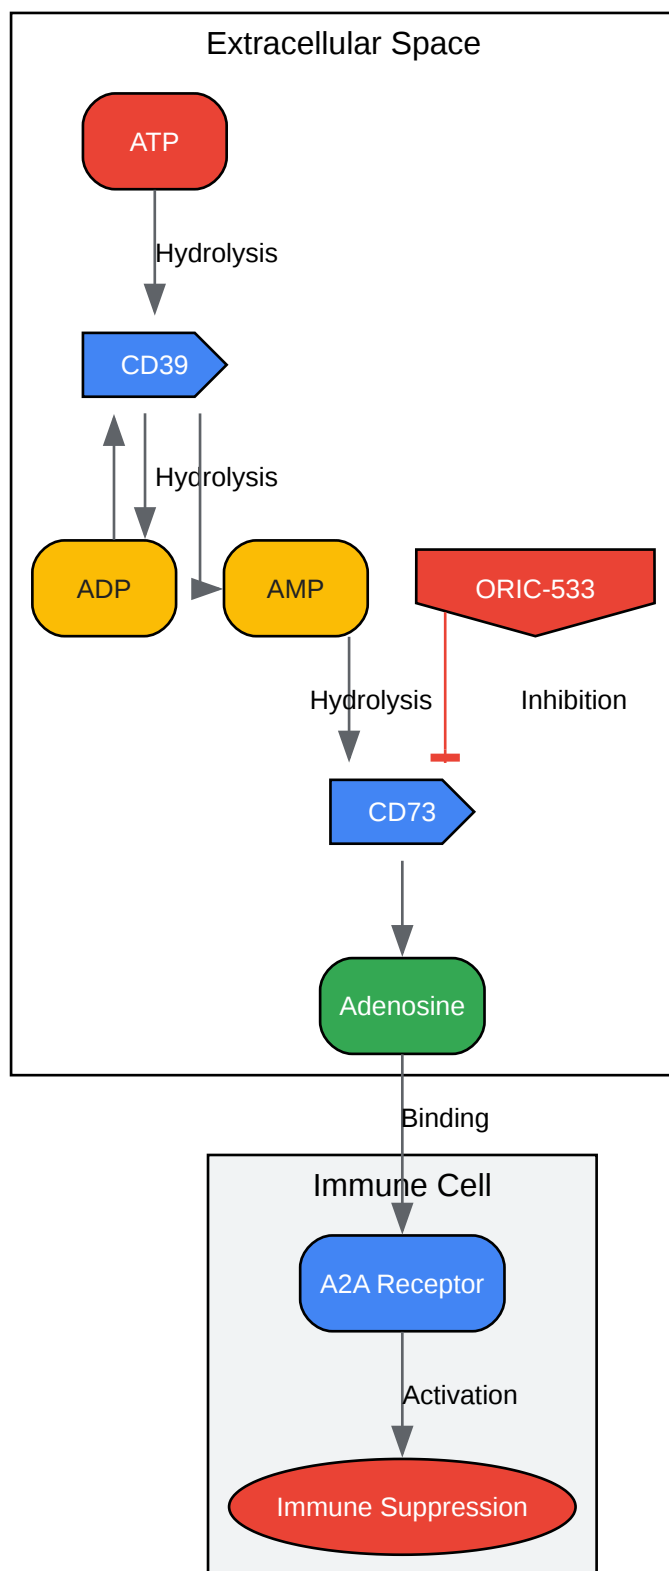 Extracellular Space
ATP
Hydrolysis
CD39
Hydrolysis
ADP
AMP
ORIC-533
Hydrolysis
Inhibition
CD73
Adenosine
Binding
Immune Cell
A2A Receptor
Activation
Immune Suppression